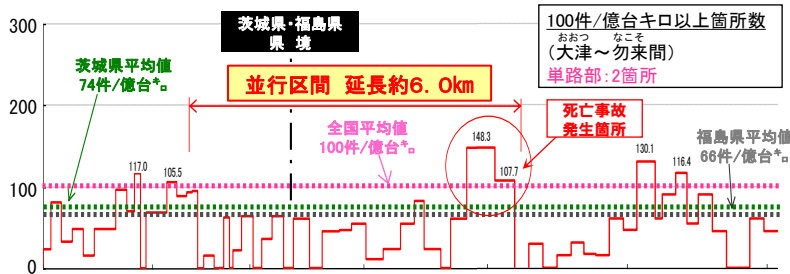 茨城県・福島県
県 境
100件/億台キロ以上箇所数
おおつ なこそ
(大津～勿来間)
単路部:2箇所
茨城県平均値
74件/億台㌔
並行区間 延長約6.0km
死亡事故
発生箇所
全国平均値
100件/億台㌔
福島県平均値
66件/億台㌔
300
200
100
0
117.0
105.5
148.3
107.7
130.1
116.4